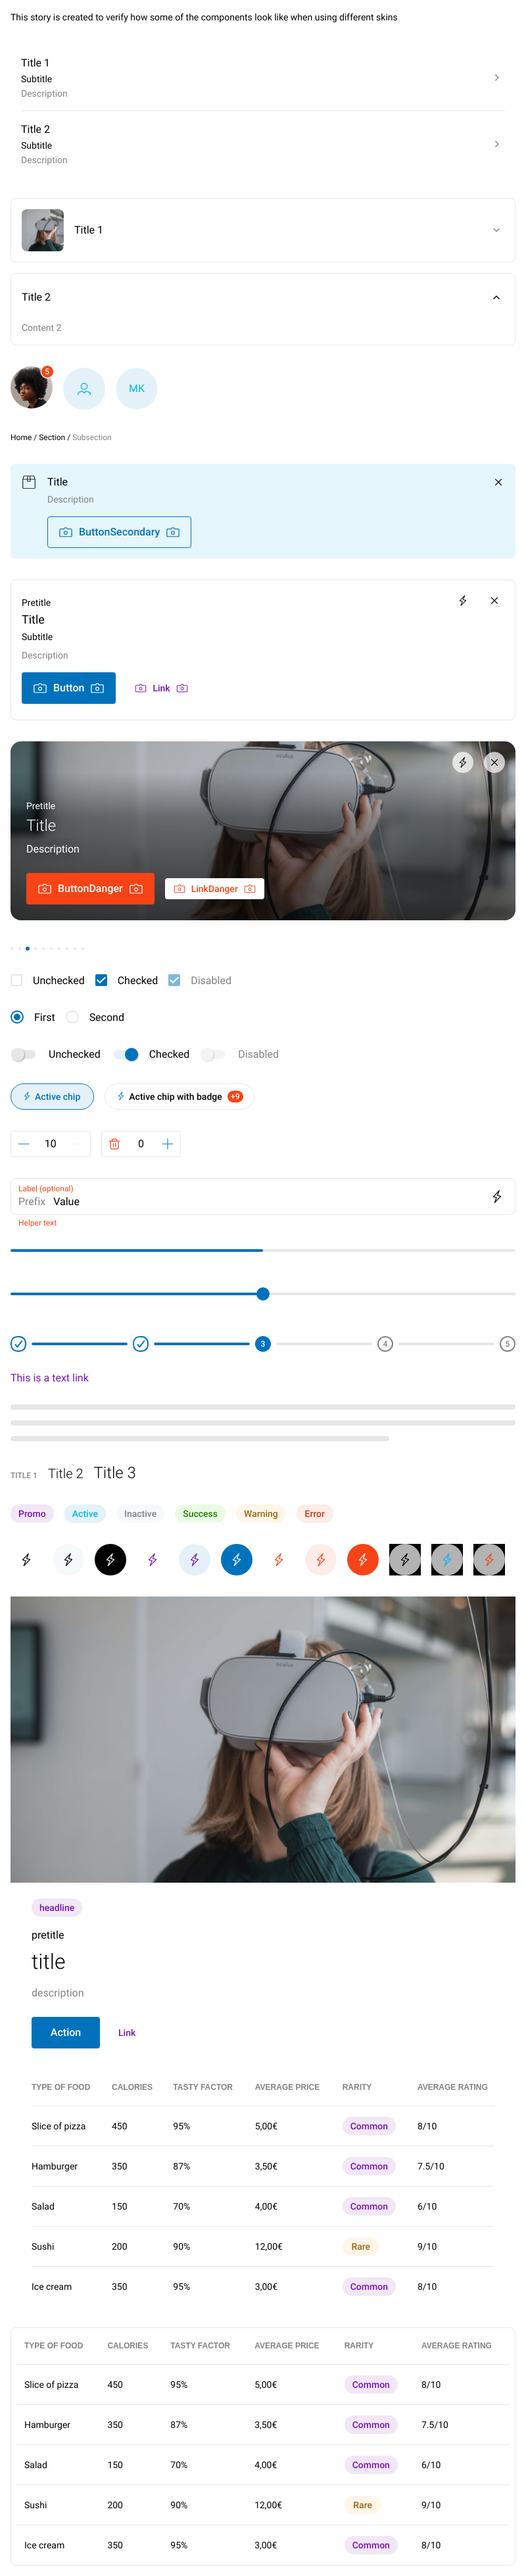 This story is created to verify how some of the components look like when using different skins
Title 1
Subtitle
Description
Title 2
Subtitle
Description
Title 1
Title 2
Content 2
5
MK
Home / Section / Subsection
Title
Description
ButtonSecondary
Pretitle
Title
Subtitle
Description
Button Link
oculus
Pretitle
Title
Description
ButtonDanger LinkDanger
Unchecked Checked Disabled
First Second
Unchecked Checked Disabled
Active chip Active chip with badge +9
10 0
Label (optional)
Prefix Value
Helper text
3 4 5
This is a text link
TITLE 1 Title 2 Title 3
Promo Active Inactive Success Warning Error
oculus
headline
pretitle
title
description
Action Link
TYPE OF FOOD CALORIES TASTY FACTOR AVERAGE PRICE RARITY AVERAGE RATING
Slice of pizza 450 95% 5,00€ Common 8/10
Hamburger 350 87% 3,50€ Common 7.5/10
Salad 150 70% 4,00€ Common 6/10
Sushi 200 90% 12,00€ Rare 9/10
Ice cream 350 95% 3,00€ Common 8/10
TYPE OF FOOD CALORIES TASTY FACTOR AVERAGE PRICE RARITY AVERAGE RATING
Slice of pizza 450 95% 5,00€ Common 8/10
Hamburger 350 87% 3,50€ Common 7.5/10
Salad 150 70% 4,00€ Common 6/10
Sushi 200 90% 12,00€ Rare 9/10
Ice cream 350 95% 3,00€ Common 8/10